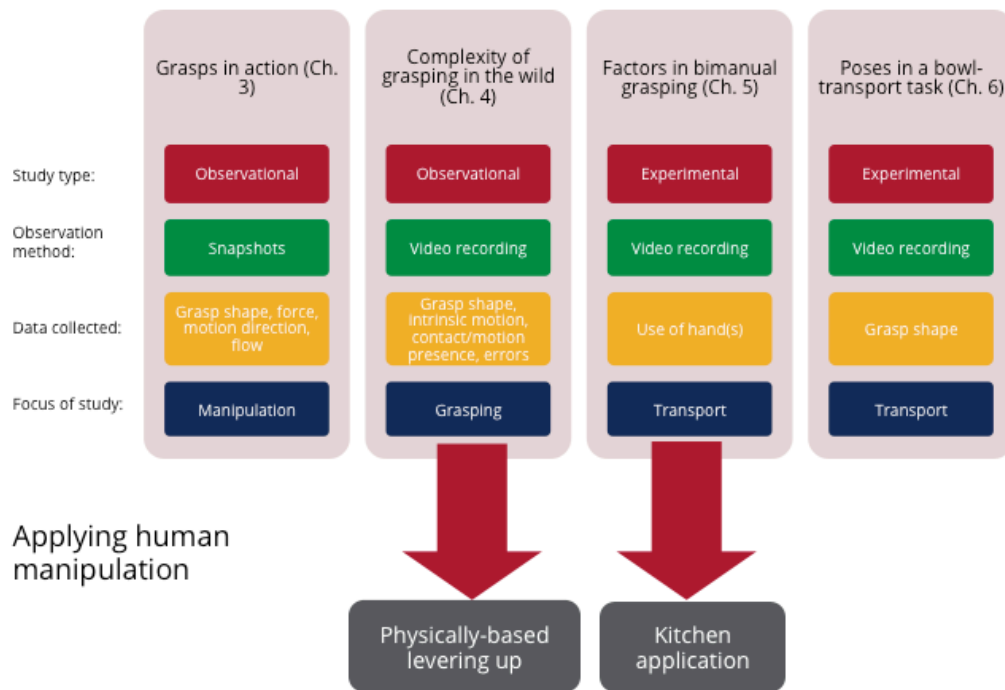 Grasps in action (Ch.
3)
Complexity of
grasping in the wild
(Ch. 4)
Factors in bimanual
grasping (Ch. 5)
Poses in a bowl-
transport task (Ch. 6)
Study type:
Observational
Observational
Experimental
Experimental
Observation
method:
Snapshots
Video recording
Video recording
Video recording
Data collected:
Grasp shape, force,
motion direction,
flow
Grasp shape,
intrinsic motion,
contact/motion
presence, errors
Use of hand(s)
Grasp shape
Focus of study:
Manipulation
Grasping
Transport
Transport
Applying human
manipulation
Physically-based
levering up
Kitchen
application